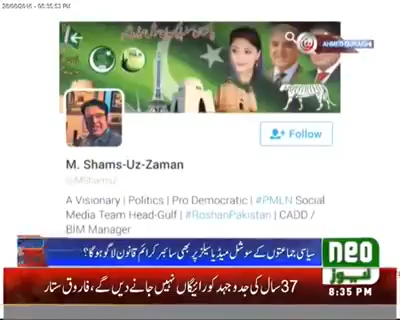 AHMED QURAISHI
Follow
M. Shams-Uz-Zaman
@MShamuz
A Visionary | Politics | Pro Democratic | #PMLN Social
Media Team Head-Gulf | #RoshanPakistan | CADD /
BIM Manager
سیاسی جماعتوں کے سوشل میڈیا سیلز پر بھی سائبر کرائم قانون لاگو ہوگا؟
neo
نیوز
37 سال کی جدوجہد کو رائیگاں نہیں جانے دیں گے، فاروق ستار
8:35 PM